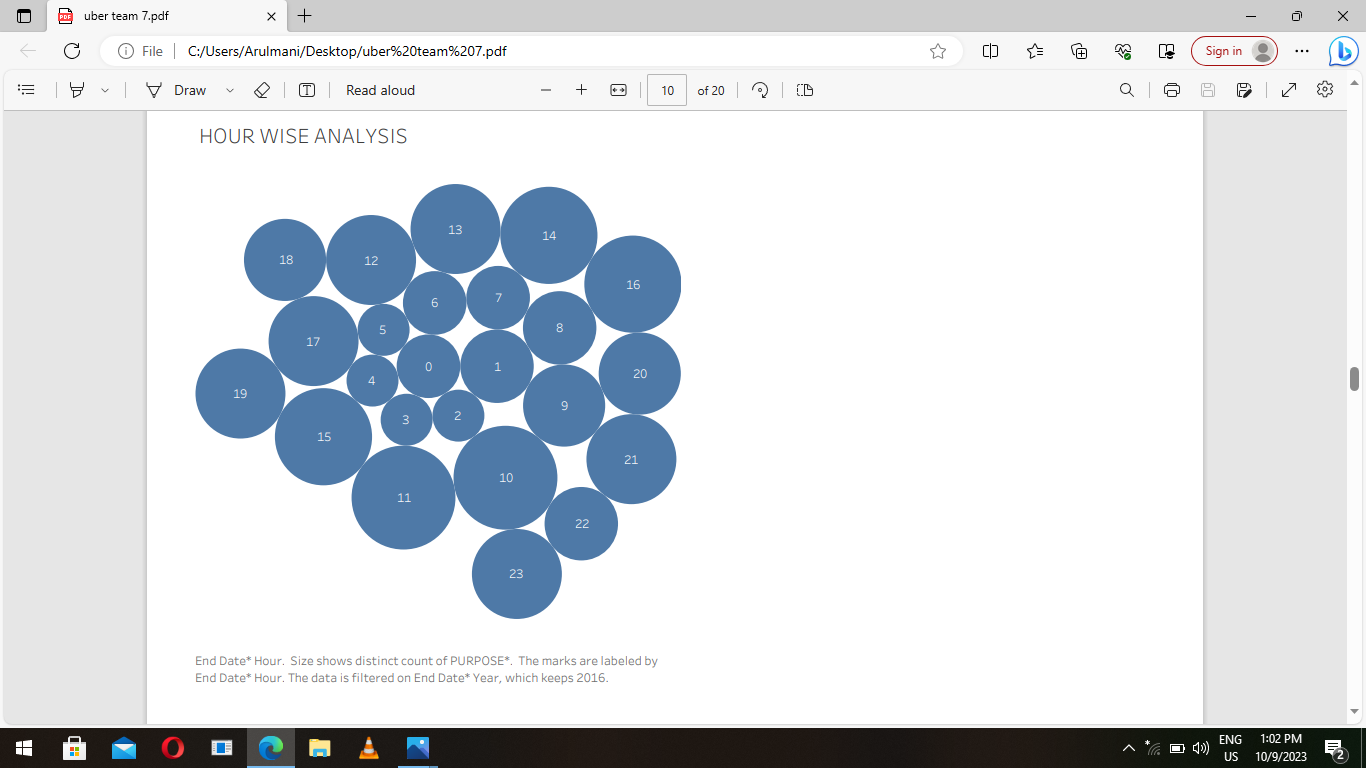 uber team 7.pdf
File
C:/Users/Arulmani/Desktop/uber%20team%207.pdf
Sign in
Draw
Read aloud
10 of 20
HOUR WISE ANALYSIS
13
14
18
12
16
6
7
5
8
17
0
1
20
4
19
9
3
2
15
21
10
11
22
23
End Date* Hour.  Size shows distinct count of PURPOSE*.  The marks are labeled by
End Date* Hour. The data is filtered on End Date* Year, which keeps 2016.
ENG
US
1:02 PM
10/9/2023
2